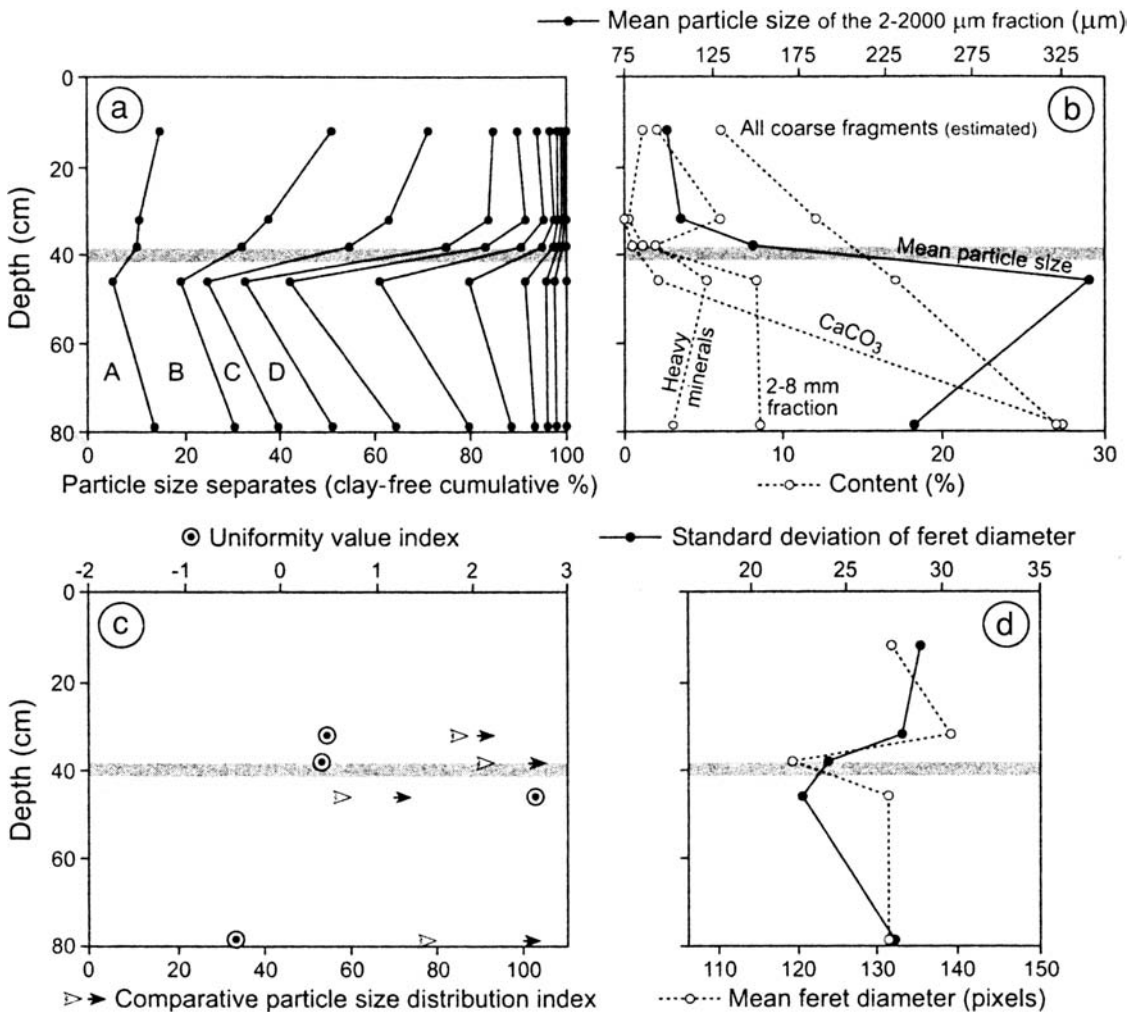 Mean particle size of the 2-2000 µm fraction (µm)
75 130 185 240 275 325
0
20
40
60
80
Depth (cm)
a
A B C D
0 20 40 60 80 100
Particle size separates (clay-free cumulative %)
b
All coarse fragments (estimated)
Mean particle size
CaCO3
Heavy minerals
2-8 mm
fraction
0 10 20 30
Content (%)
Uniformity value index
-2 -1 0 1 2 3
0
20
40
60
80
Depth (cm)
c
0 20 40 60 80 100
Comparative particle size distribution index
Standard deviation of feret diameter
20 25 30 35
d
110 120 130 140 150
Mean feret diameter (pixels)